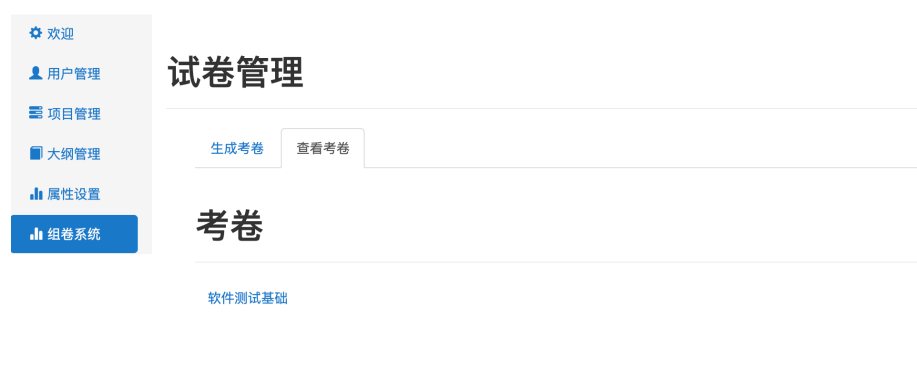 欢迎
用户管理
项目管理
大纲管理
属性设置
组卷系统
试卷管理
生成考卷 查看考卷
考卷
软件测试基础